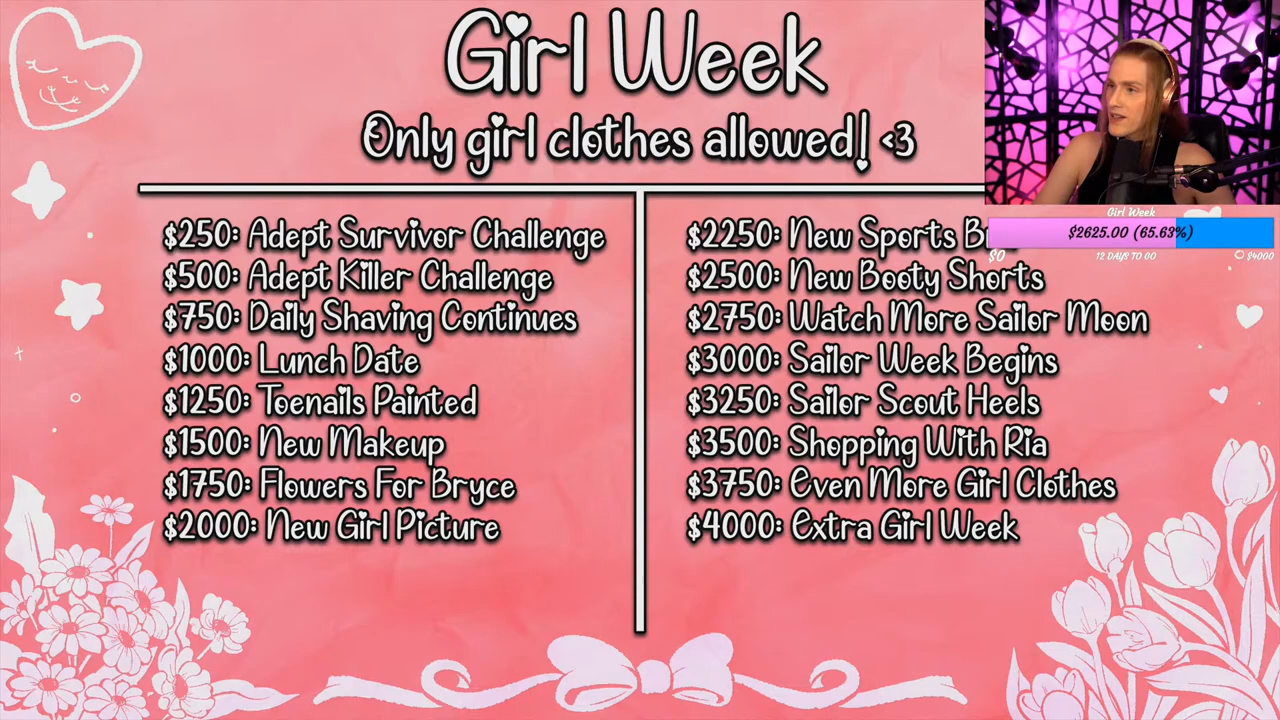 Girl Week
Only girl clothes allowed! <3
$250: Adept Survivor Challenge
$500: Adept Killer Challenge
$750: Daily Shaving Continues
$1000: Lunch Date
$1250: Toenails Painted
$1500: New Makeup
$1750: Flowers For Bryce
$2000: New Girl Picture
$2250: New Sports
$2500: New Booty Shorts
$2750: Watch More Sailor Moon
$3000: Sailor Week Begins
$3250: Sailor Scout Heels
$3500: Shopping With Ria
$3750: Even More Girl Clothes
$4000: Extra Girl Week
Girl Week
$2625.00 (65.63%)
$0 12 DAYS TO GO $4000